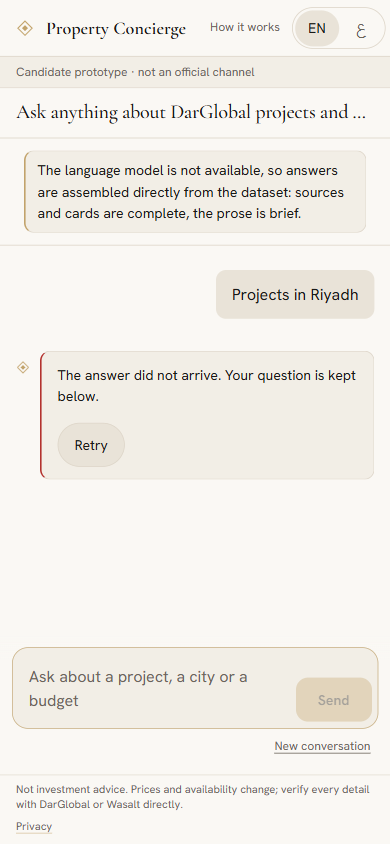 Property Concierge
How it works
EN
ع
Candidate prototype · not an official channel
Ask anything about DarGlobal projects and ...
The language model is not available, so answers
are assembled directly from the dataset: sources
and cards are complete, the prose is brief.
Projects in Riyadh
The answer did not arrive. Your question is kept
below.
Retry
Ask about a project, a city or a
budget
Send
New conversation
Not investment advice. Prices and availability change; verify every detail
with DarGlobal or Wasalt directly.
Privacy